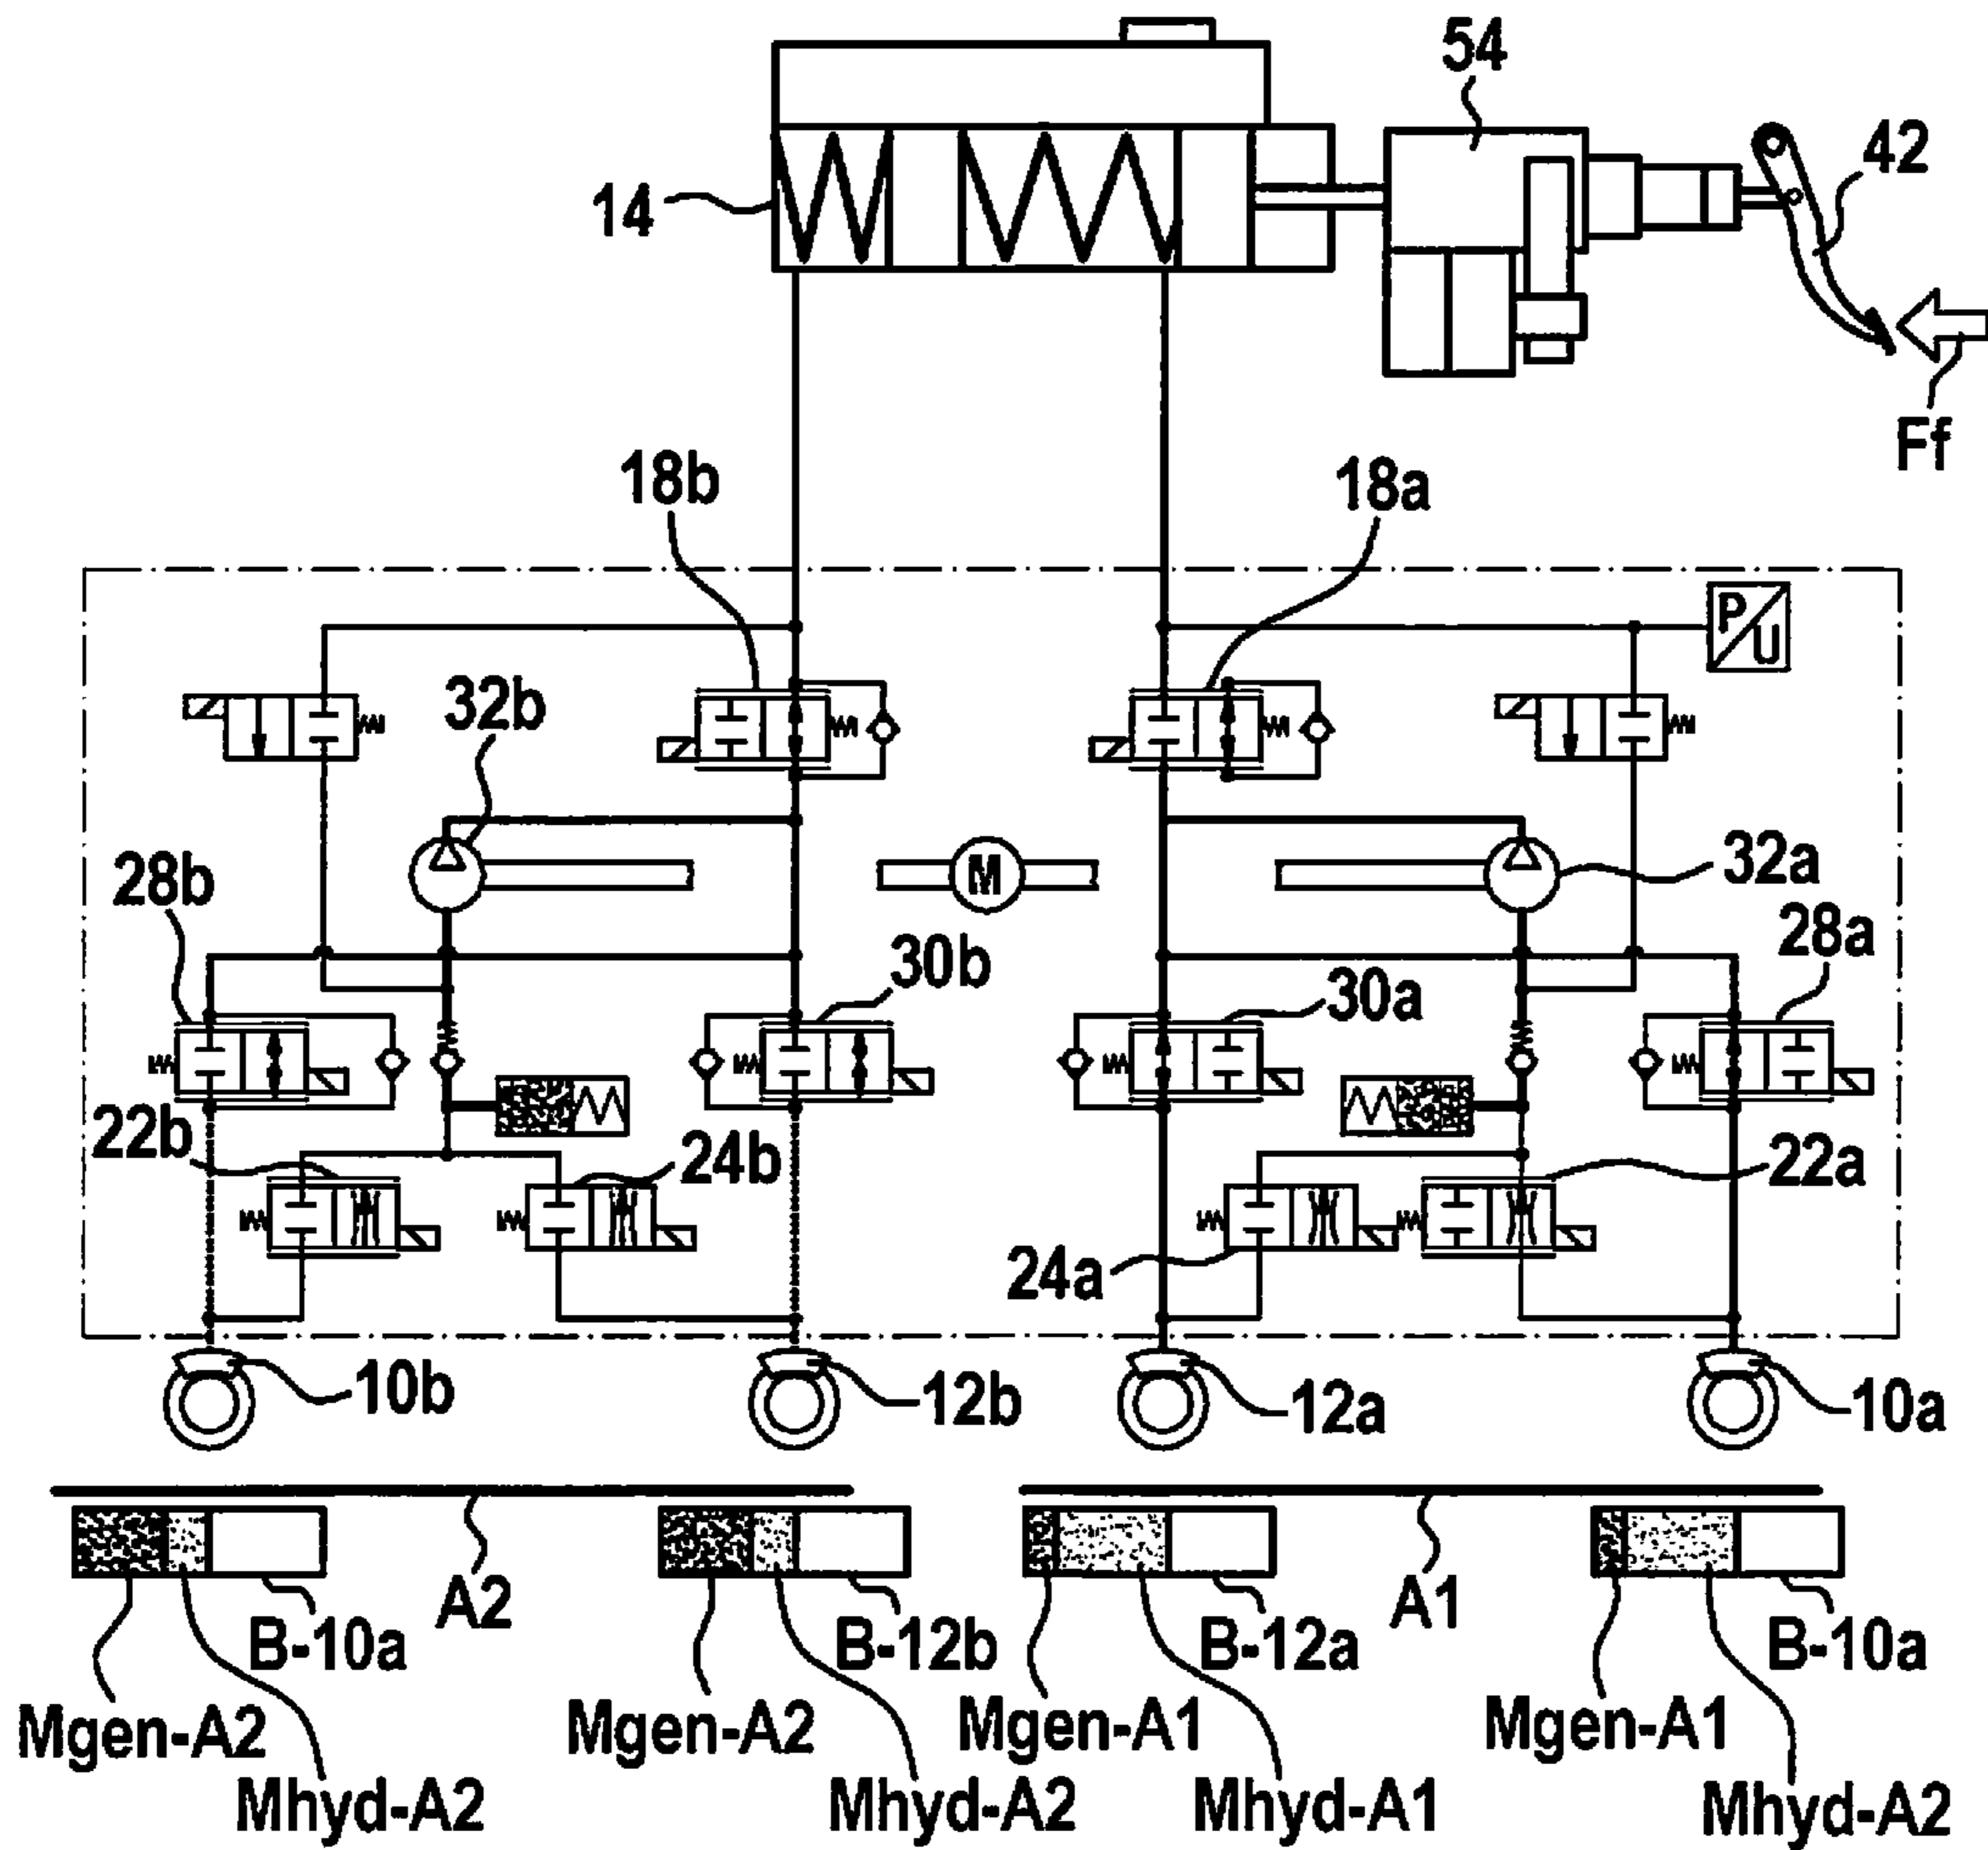 54
42
14
Ff
18b
18a
P/U
32b
28b
M
32a
28a
30b
30a
22b
24b
22a
24a
10b
12b
12a
10a
A2
A1
B-10a
B-12b
B-12a
B-10a
Mgen-A2
Mgen-A2
Mgen-A1
Mgen-A1
Mhyd-A2
Mhyd-A2
Mhyd-A1
Mhyd-A2